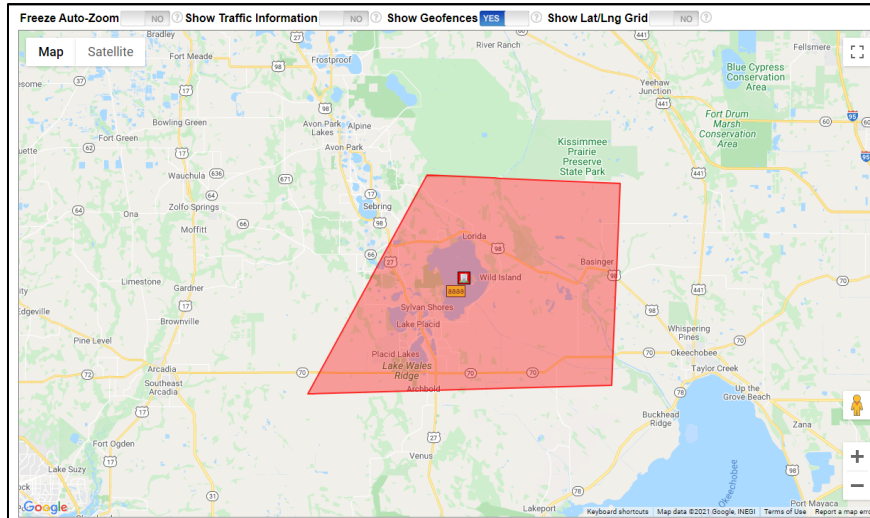 Freeze Auto-Zoom NO ? Show Traffic Information NO ? Show Geofences YES ? Show Lat/Lng Grid NO ?
Map Satellite
Bradley
River Ranch
Fellsmere
Fort Meade
Frostproof
Blue Cypress
Conservation
Area
Yeehaw
Junction
Fort Green
Bowling Green
Avon Park
Lakes
Alpine
Fort Drum
Marsh
Conservation
Area
Avon Park
Kissimmee
Prairie
Preserve
State Park
Wauchula
Zolfo Springs
Ona
Moffitt
Sebring
Lorida
Basinger
Limestone
Gardner
Wild Island
8888
Edgeville
Brownville
Sylvan Shores
Lake Placid
Pine Level
Whispering
Pines
Placid Lakes
Lake Wales
Ridge
Okeechobee
Arcadia
Taylor Creek
Southeast
Arcadia
Archbold
Up the
Grove Beach
Buckhead
Ridge
Zana
Fort Ogden
Venus
Lake Suzy
Okeechobee
Lakeport
Port Mayaca
Google
Keyboard shortcuts Map data ©2021 Google, INEGI Terms of Use Report a map error